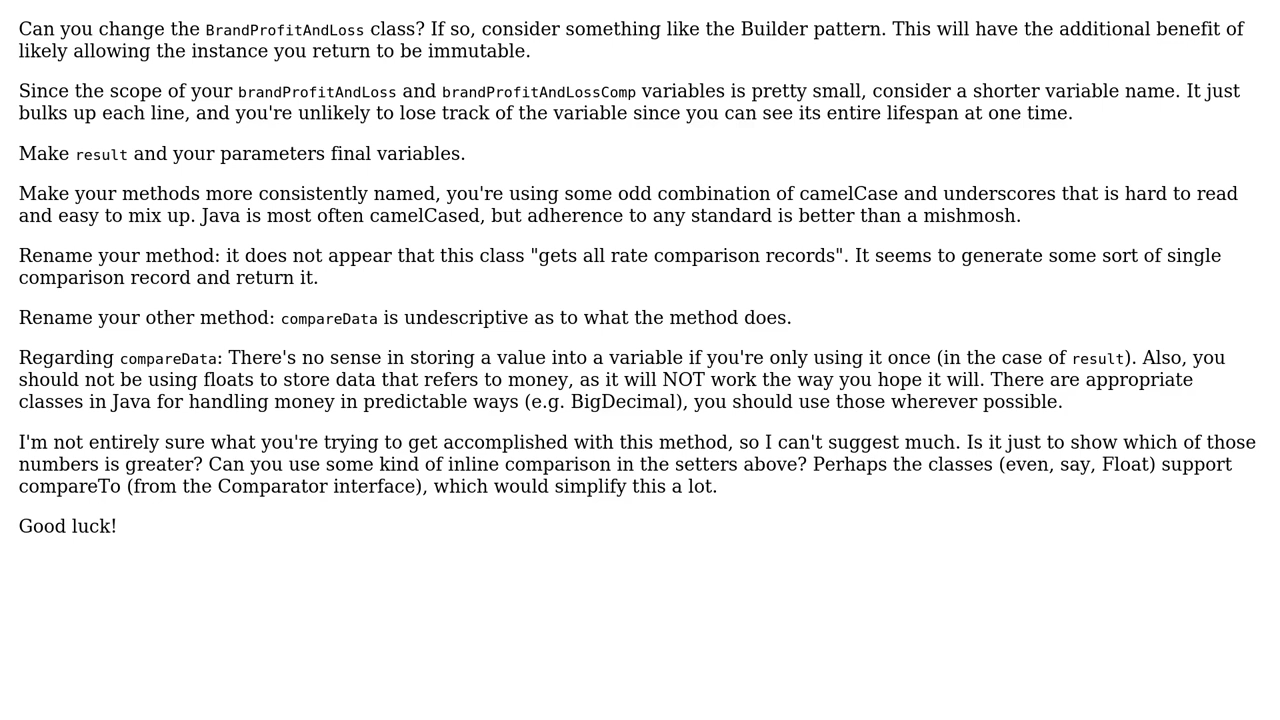 Can you change the BrandProfitAndLoss class? If so, consider something like the Builder pattern. This will have the additional benefit of
likely allowing the instance you return to be immutable.
Since the scope of your brandProfitAndLoss and brandProfitAndLossComp variables is pretty small, consider a shorter variable name. It just
bulks up each line, and you're unlikely to lose track of the variable since you can see its entire lifespan at one time.
Make result and your parameters final variables.
Make your methods more consistently named, you're using some odd combination of camelCase and underscores that is hard to read
and easy to mix up. Java is most often camelCased, but adherence to any standard is better than a mishmosh.
Rename your method: it does not appear that this class "gets all rate comparison records". It seems to generate some sort of single
comparison record and return it.
Rename your other method: compareData is undescriptive as to what the method does.
Regarding compareData: There's no sense in storing a value into a variable if you're only using it once (in the case of result). Also, you
should not be using floats to store data that refers to money, as it will NOT work the way you hope it will. There are appropriate
classes in Java for handling money in predictable ways (e.g. BigDecimal), you should use those wherever possible.
I'm not entirely sure what you're trying to get accomplished with this method, so I can't suggest much. Is it just to show which of those
numbers is greater? Can you use some kind of inline comparison in the setters above? Perhaps the classes (even, say, Float) support
compareTo (from the Comparator interface), which would simplify this a lot.
Good luck!